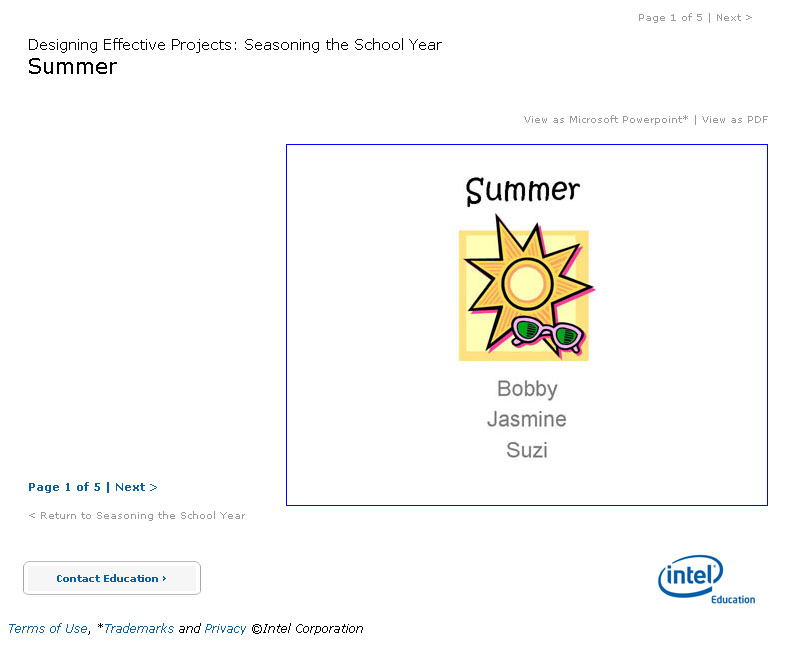 Page 1 of 5 | Next >
Designing Effective Projects: Seasoning the School Year
Summer
View as Microsoft Powerpoint* | View as PDF
Summer
Bobby
Jasmine
Suzi
Page 1 of 5 | Next >
< Return to Seasoning the School Year
Contact Education ›
intel
Education
Terms of Use, *Trademarks and Privacy ©Intel Corporation